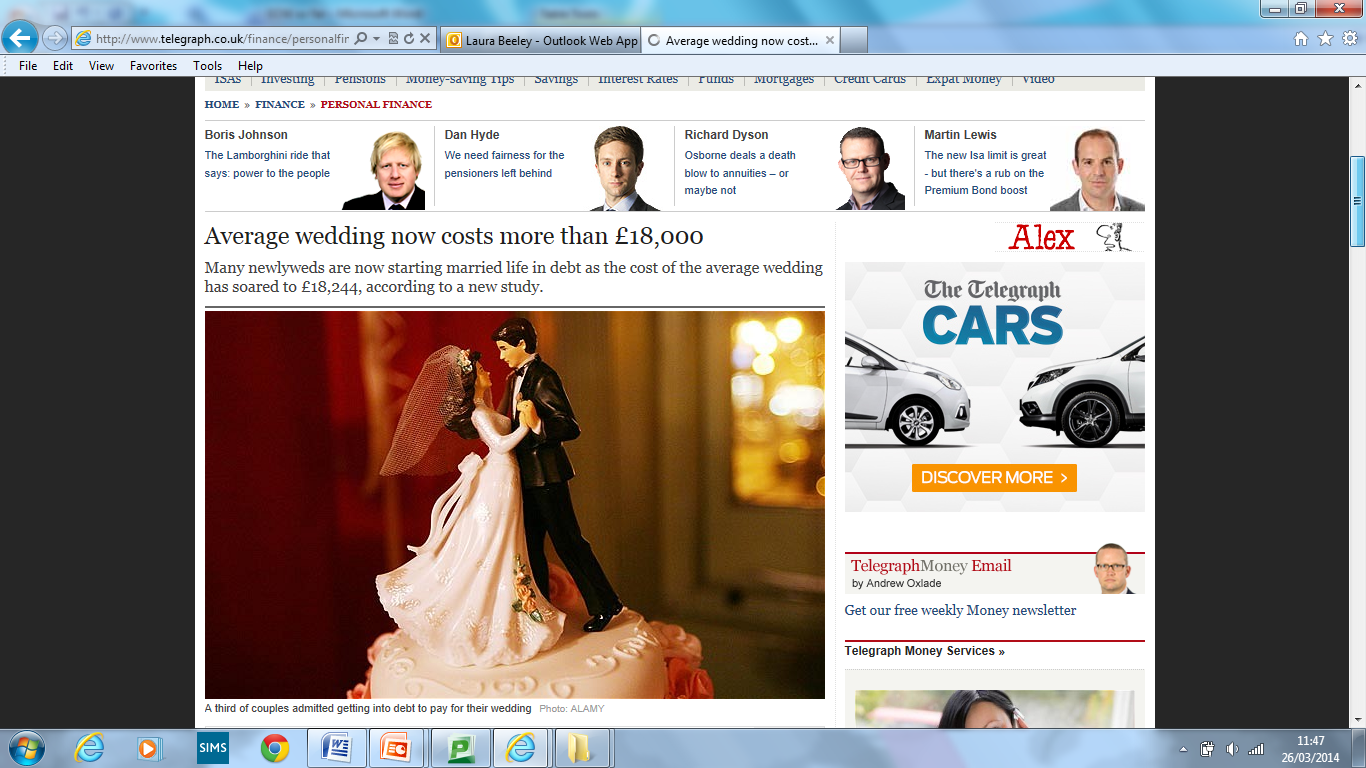 http://www.telegraph.co.uk/finance/personalfir
Laura Beeley - Outlook Web App
Average wedding now cost...
File Edit View Favorites Tools Help
ISAs Investing Pensions Money-saving Tips Savings Interest Rates Funds Mortgages Credit Cards Expat Money Video
HOME » FINANCE » PERSONAL FINANCE
Boris Johnson
The Lamborghini ride that
says: power to the people
Dan Hyde
We need fairness for the
pensioners left behind
Richard Dyson
Osborne deals a death
blow to annuities – or
maybe not
Martin Lewis
The new Isa limit is great
- but there's a rub on the
Premium Bond boost
Average wedding now costs more than £18,000
Many newlyweds are now starting married life in debt as the cost of the average wedding
has soared to £18,244, according to a new study.
A third of couples admitted getting into debt to pay for their wedding Photo: ALAMY
Alex
The Telegraph
CARS
DISCOVER MORE >
TelegraphMoney Email
by Andrew Oxlade
Get our free weekly Money newsletter
Telegraph Money Services »
SIMS
11:47
26/03/2014